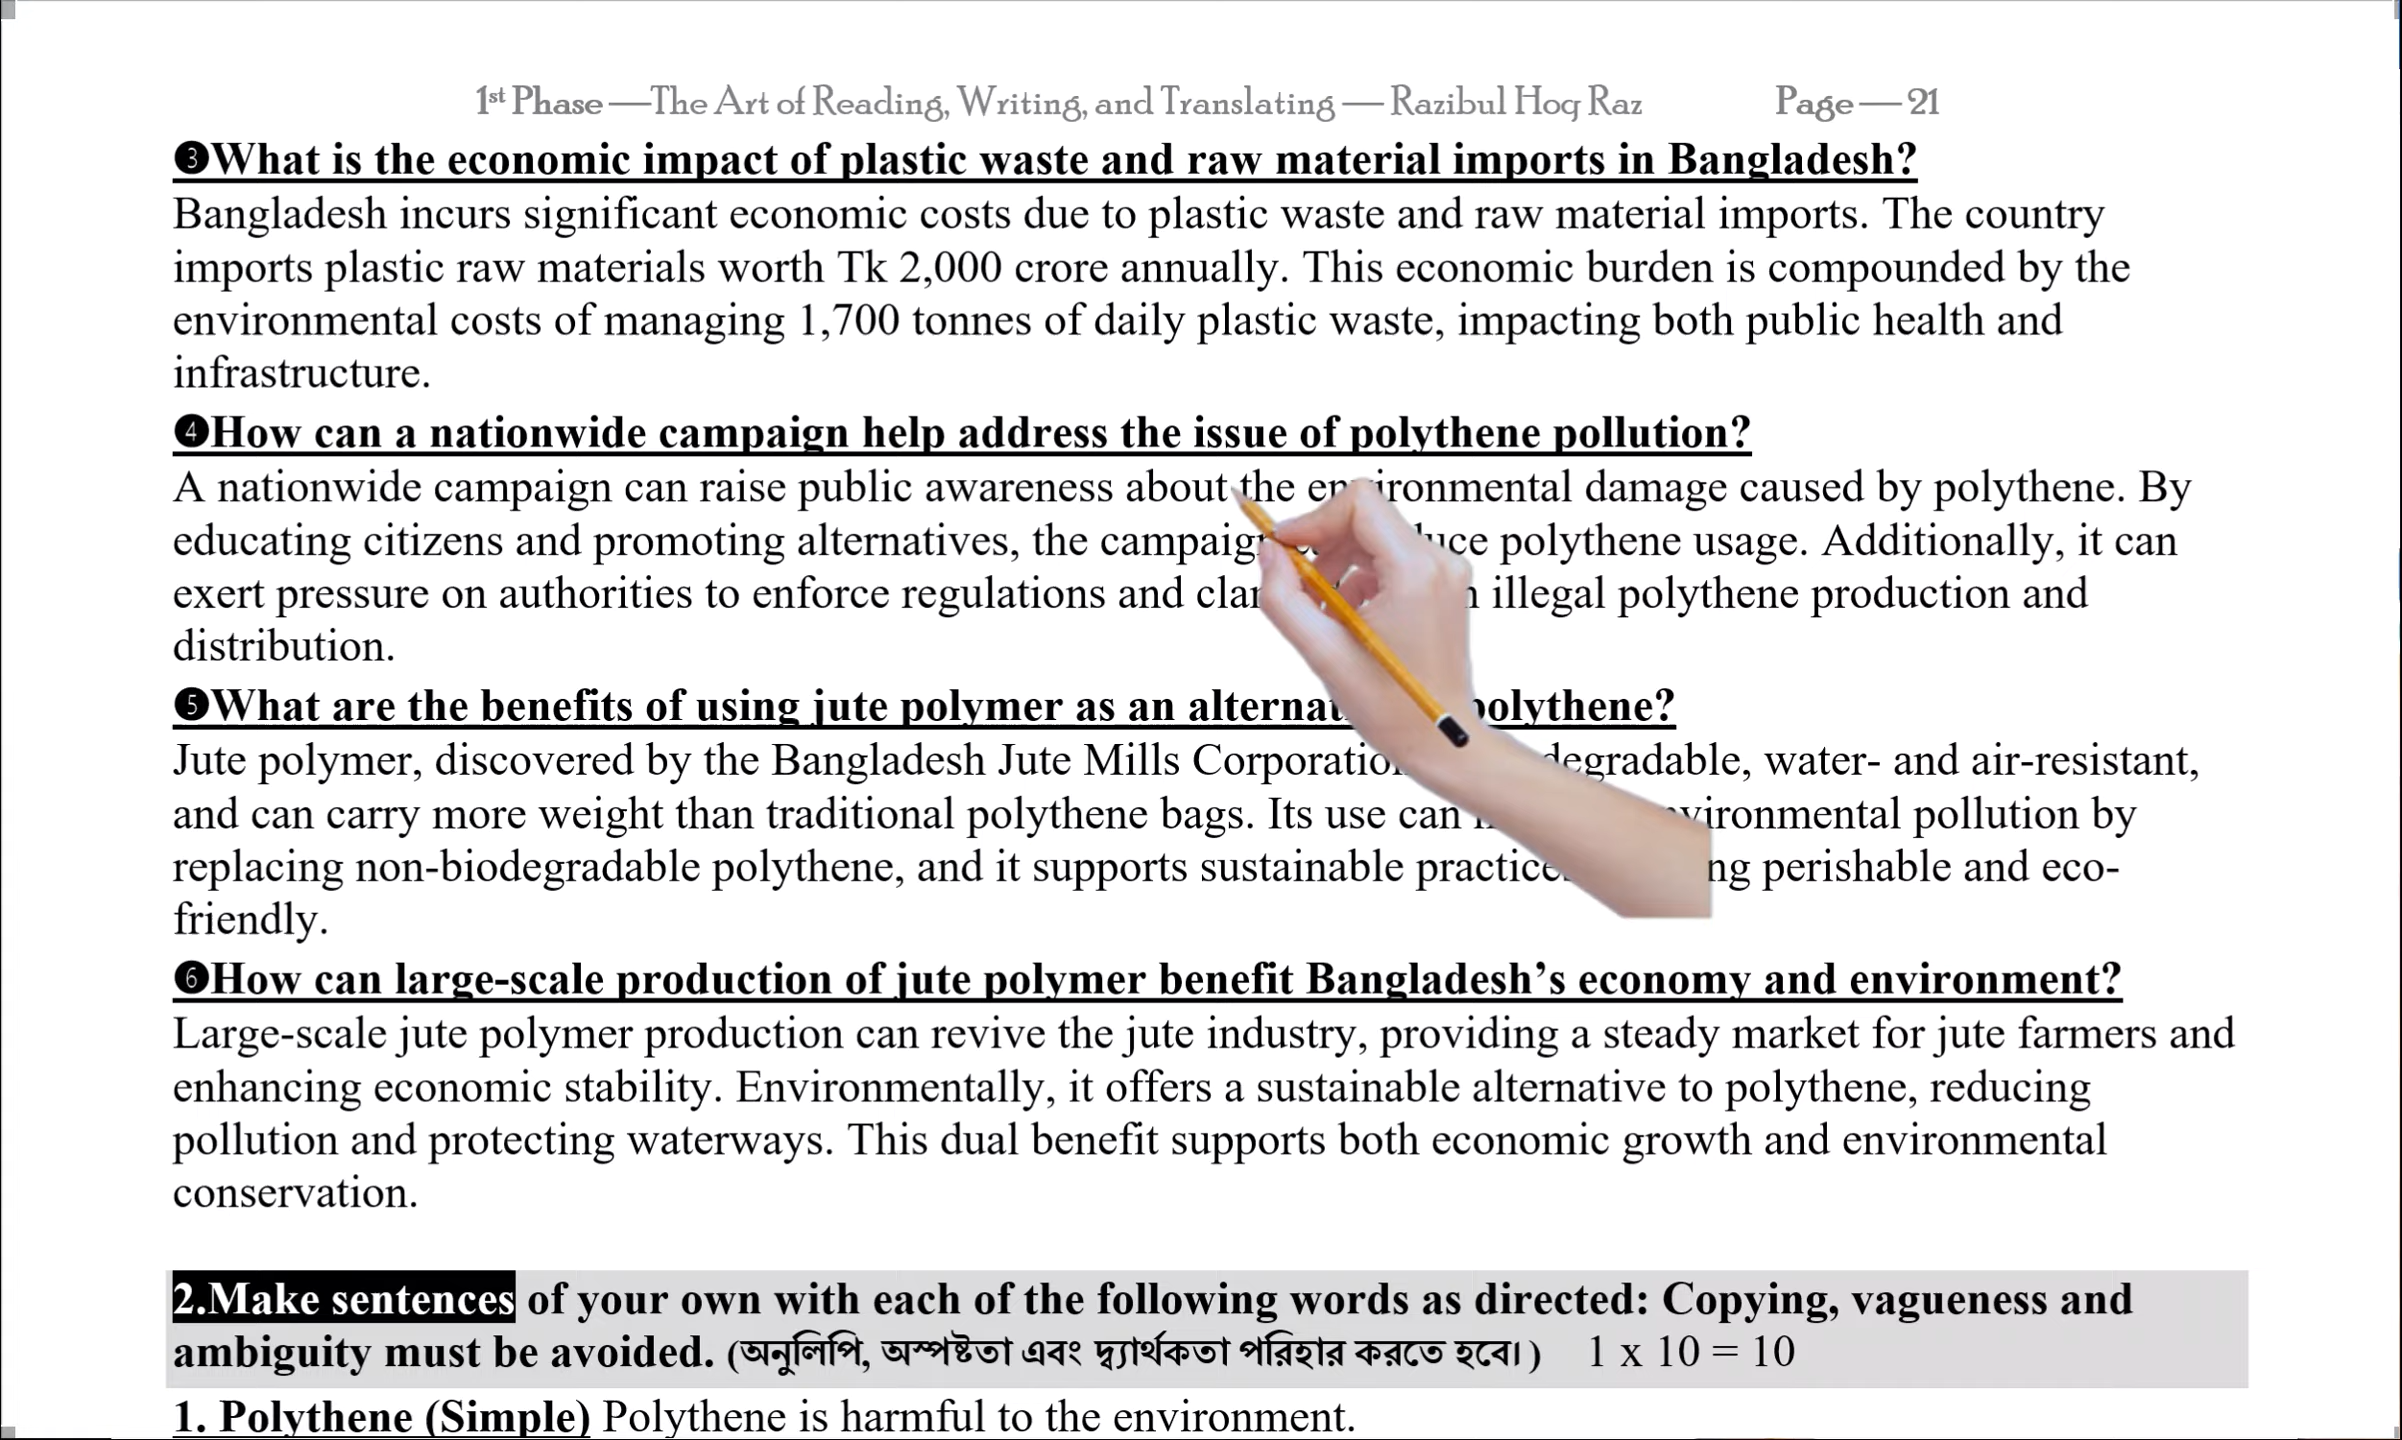 1st Phase —The Art of Reading, Writing, and Translating — Razibul Hoq Raz Page — 21
❸What is the economic impact of plastic waste and raw material imports in Bangladesh?
Bangladesh incurs significant economic costs due to plastic waste and raw material imports. The country
imports plastic raw materials worth Tk 2,000 crore annually. This economic burden is compounded by the
environmental costs of managing 1,700 tonnes of daily plastic waste, impacting both public health and
infrastructure.
❹How can a nationwide campaign help address the issue of polythene pollution?
A nationwide campaign can raise public awareness about the environmental damage caused by polythene. By
educating citizens and promoting alternatives, the campaign polythene usage. Additionally, it can
exert pressure on authorities to enforce regulations and illegal polythene production and
distribution.
❺What are the benefits of using jute polymer as an polythene?
Jute polymer, discovered by the Bangladesh Jute Mills Corporation water- and air-resistant,
and can carry more weight than traditional polythene bags. Its use can environmental pollution by
replacing non-biodegradable polythene, and it supports sustainable perishable and eco-
friendly.
❻How can large-scale production of jute polymer benefit Bangladesh’s economy and environment?
Large-scale jute polymer production can revive the jute industry, providing a steady market for jute farmers and
enhancing economic stability. Environmentally, it offers a sustainable alternative to polythene, reducing
pollution and protecting waterways. This dual benefit supports both economic growth and environmental
conservation.
2.Make sentences of your own with each of the following words as directed: Copying, vagueness and
ambiguity must be avoided. (অনুলিপি, অস্পষ্টতা এবং দ্ব্যর্থকতা পরিহার করতে হবে।) 1 x 10 = 10
1. Polythene (Simple) Polythene is harmful to the environment.